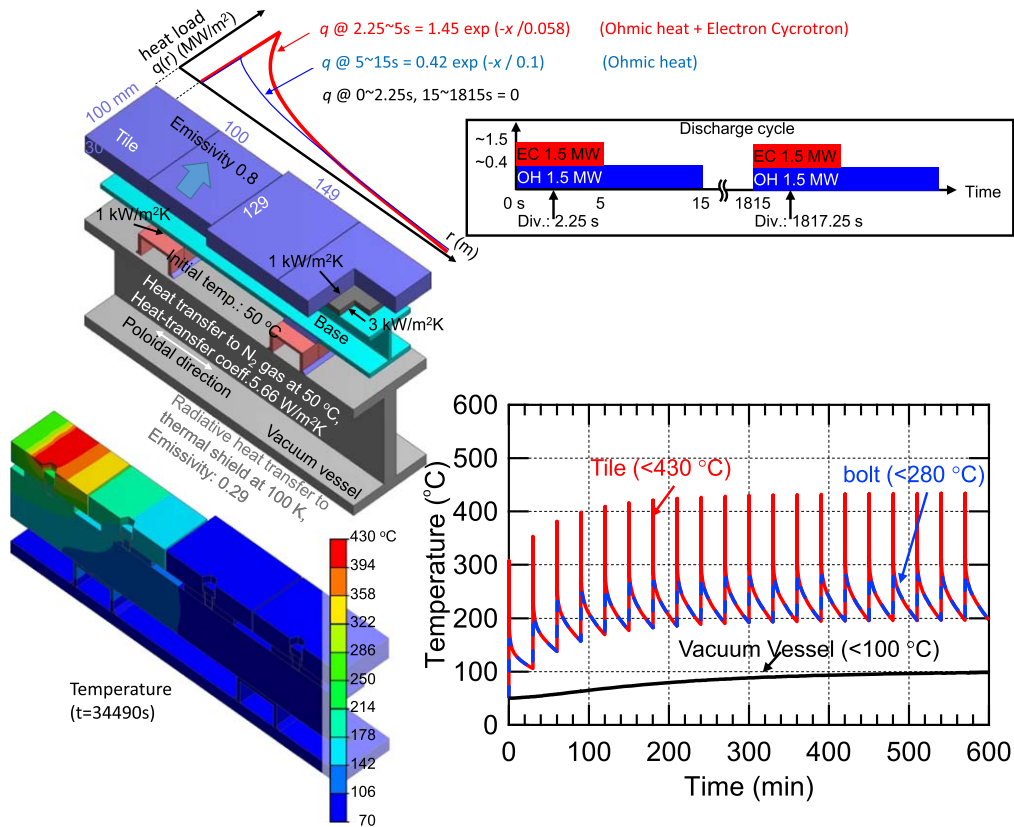 heat load
q(r) (MW/m²)
q @ 2.25~5s = 1.45 exp (-x /0.058) (Ohmic heat + Electron Cycrotron)
q @ 5~15s = 0.42 exp (-x / 0.1) (Ohmic heat)
q @ 0~2.25s, 15~1815s = 0
100 mm
30
Tile
Emissivity 0.8
100
149
129
r (m)
1 kW/m²K
1 kW/m²K
3 kW/m²K
Initial temp.: 50 °C
Base
Heat transfer to N₂ gas at 50 °C,
Heat-transfer coeff.5.66 W/m²K
Poloidal direction
Vacuum vessel
Radiative heat transfer to
thermal shield at 100 K,
Emissivity: 0.29
Discharge cycle
~1.5
~0.4
EC 1.5 MW
OH 1.5 MW
EC 1.5 MW
OH 1.5 MW
Time
0 s 5 15 1815
Div.: 2.25 s
Div.: 1817.25 s
430 °C
394
358
322
286
250
214
178
142
106
70
Temperature
(t=34490s)
Temperature (°C)
600
500
400
300
200
100
0
Tile (<430 °C)
bolt (<280 °C)
Vacuum Vessel (<100 °C)
0 100 200 300 400 500 600
Time (min)